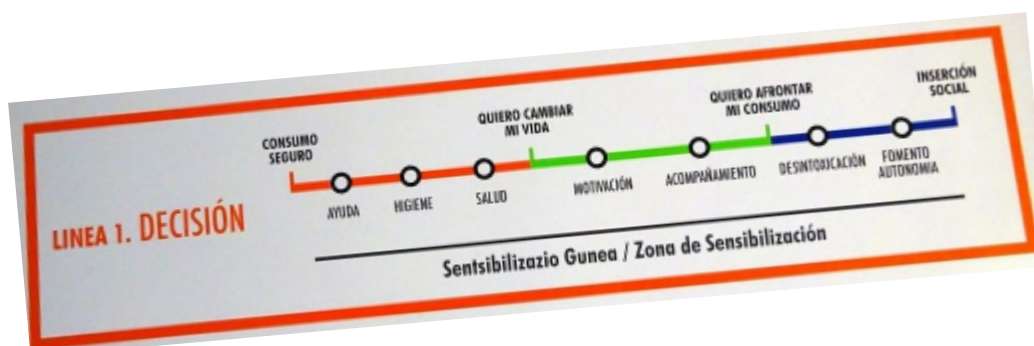 LINEA 1. DECISIÓN
CONSUMO
SEGURO
AYUDA
HIGIENE
SALUD
QUIERO CAMBIAR
MI VIDA
MOTIVACIÓN
ACOMPAÑAMIENTO
QUIERO AFRONTAR
MI CONSUMO
DESINTOXICACIÓN
FOMENTO
AUTONOMIA
INSERCIÓN
SOCIAL
Sentsibilizazio Gunea / Zona de Sensibilización